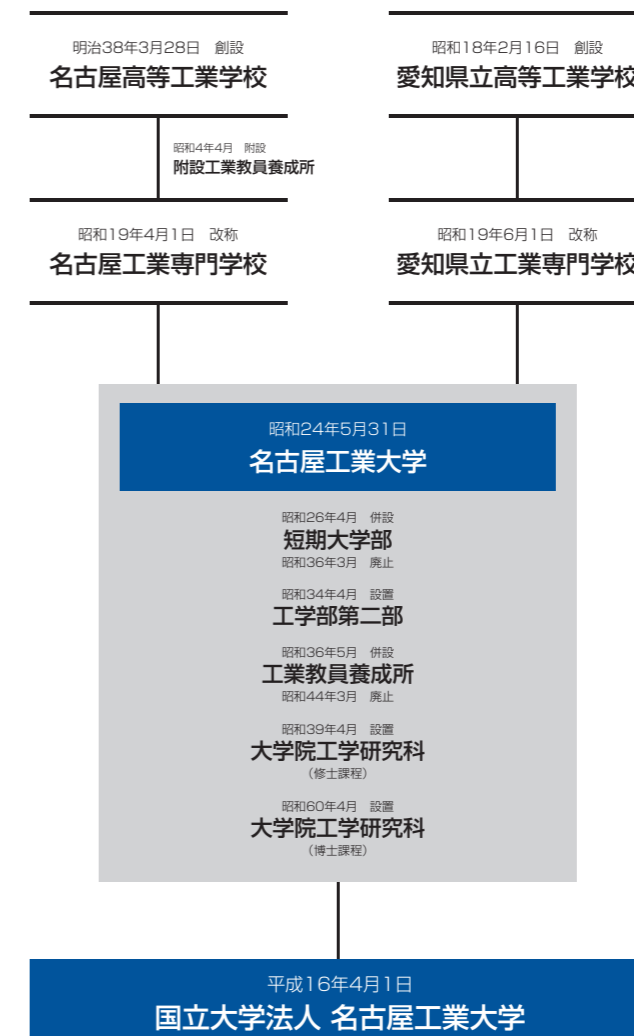 明治38年3月28日　創設
名古屋高等工業学校
昭和18年2月16日　創設
愛知県立高等工業学校
昭和4年4月　附設
附設工業教員養成所
昭和19年4月1日　改称
名古屋工業専門学校
昭和19年6月1日　改称
愛知県立工業専門学校
昭和24年5月31日
名古屋工業大学
昭和26年4月　併設
短期大学部
昭和36年3月　廃止
昭和34年4月　設置
工学部第二部
昭和36年5月　併設
工業教員養成所
昭和44年3月　廃止
昭和39年4月　設置
大学院工学研究科
（修士課程）
昭和60年4月　設置
大学院工学研究科
（博士課程）
平成16年4月1日
国立大学法人 名古屋工業大学